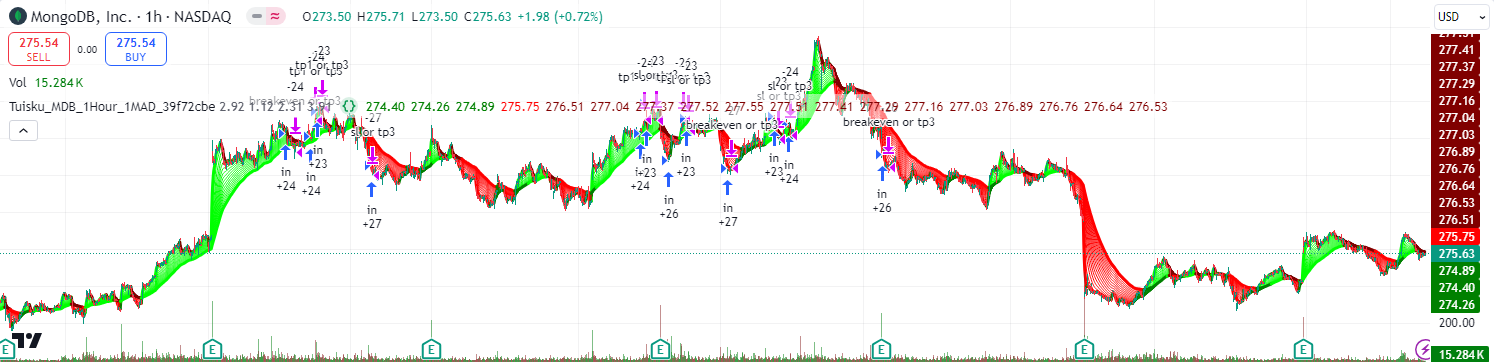 MongoDB, Inc. · 1h · NASDAQ O273.50 H275.71 L273.50 C275.63 +1.98 (+0.72%)
USD
275.54
SELL
0.00
275.54
BUY
Vol 15.284 K
Tuisku_MDB_1Hour_1MAD_39f72cbe 2.92 1.12 2.31 274.40 274.26 274.89 275.75 276.51 277.04 277.37 277.52 277.55 277.51 277.41 277.29 277.16 277.03 276.89 276.76 276.64 276.53
-23
-24
tp1 or tp3
-24
breakeven or tp3
-27
sl or tp3
in
+24
in
+23
in
+24
in
+27
-23
-23
sl or tp3
in
+23
+24
in
+26
in
+23
-27
breakeven or tp3
in
+27
-24
-23
sl or tp3
sl or tp3
in
+23
in
+24
breakeven or tp3
in
+26
277.41
277.37
277.29
277.16
277.04
277.03
276.89
276.76
276.64
276.53
276.51
275.75
275.63
274.89
274.40
274.26
200.00
15.284 K
E
E
E
E
E
E
E